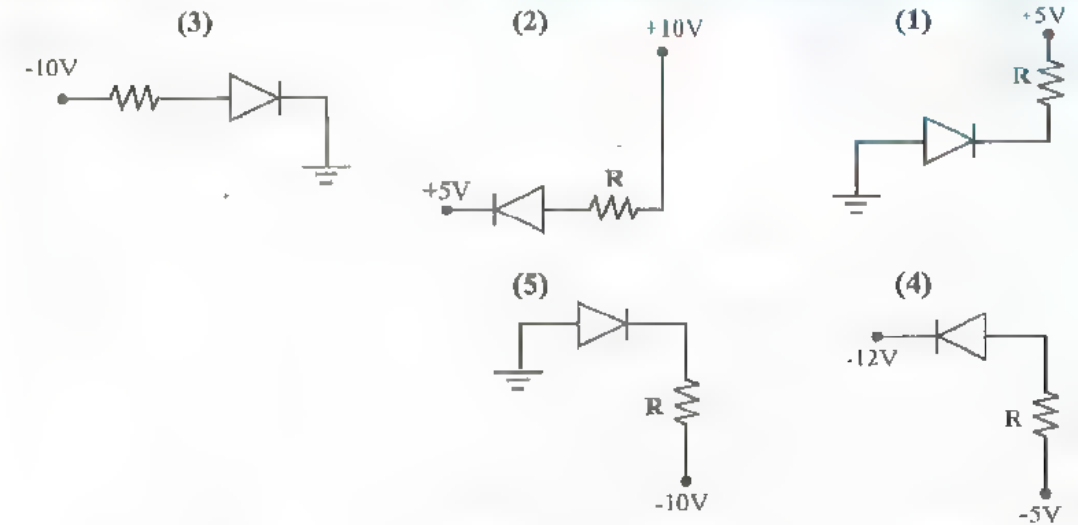 (3)
-10V
(2)
+10V
+5V
R
(1)
+5V
R
(5)
R
-10V
(4)
-12V
R
-5V